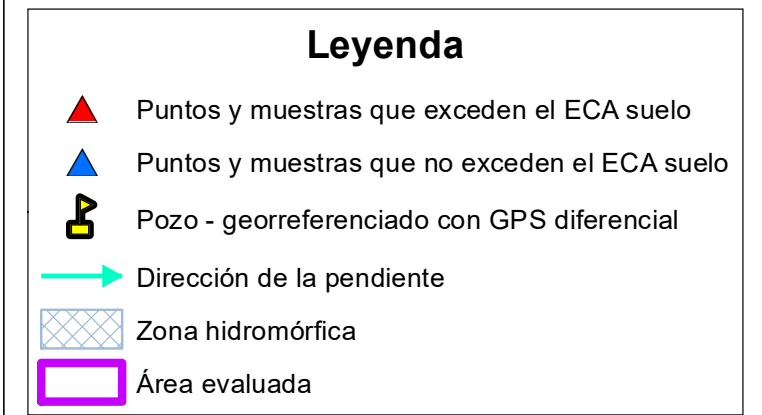 Leyenda
Puntos y muestras que exceden el ECA suelo
Puntos y muestras que no exceden el ECA suelo
Pozo - georreferenciado con GPS diferencial
Dirección de la pendiente
Zona hidromórfica
Área evaluada